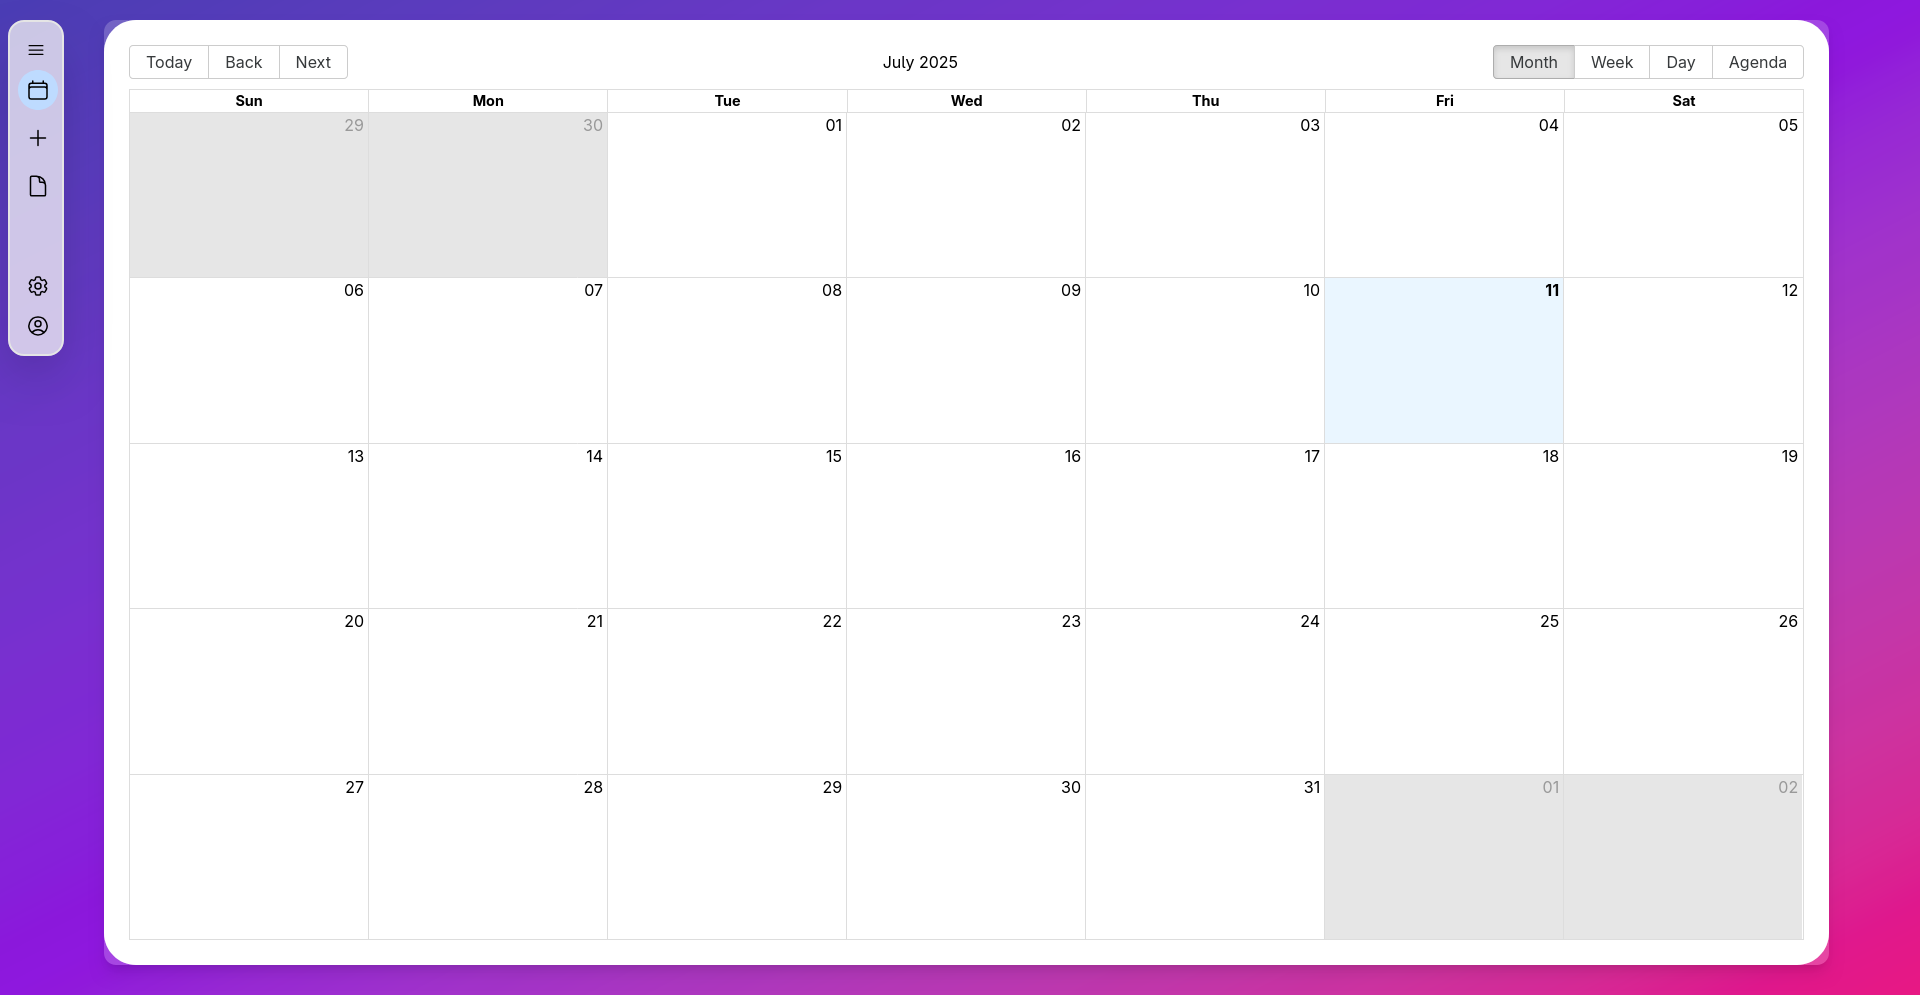 Today Back Next July 2025 Month Week Day Agenda
Sun Mon Tue Wed Thu Fri Sat
29 30 01 02 03 04 05
06 07 08 09 10 11 12
13 14 15 16 17 18 19
20 21 22 23 24 25 26
27 28 29 30 31 01 02